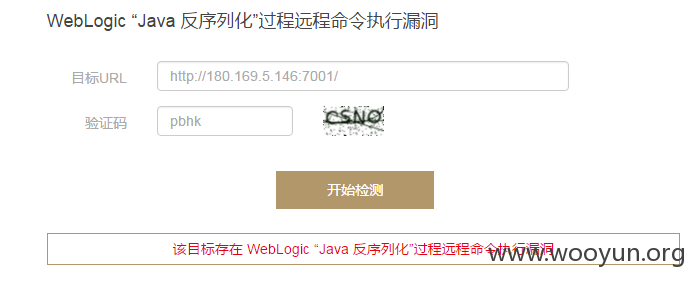 WebLogic “Java 反序列化”过程远程命令执行漏洞
目标URL
http://180.169.5.146:7001/
验证码
pbhk
CSNO
开始检测
该目标存在 WebLogic “Java 反序列化”过程远程命令执行漏洞
www.wooyun.org